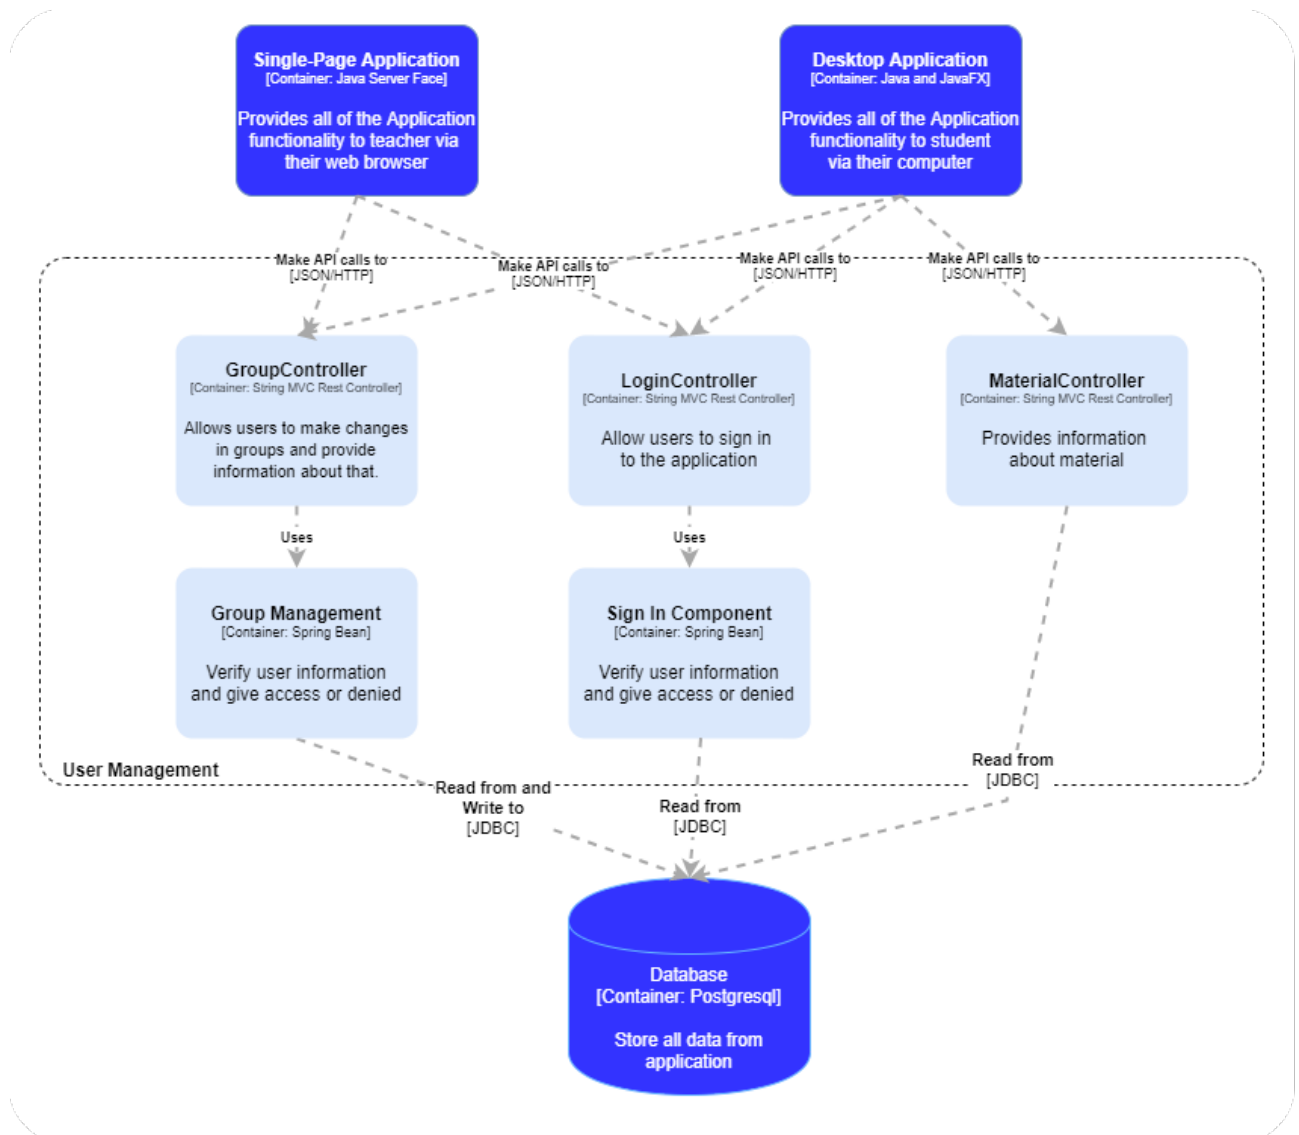 Single-Page Application
[Container: Java Server Face]
Provides all of the Application
functionality to teacher via
their web browser
Desktop Application
[Container: Java and JavaFX]
Provides all of the Application
functionality to student
via their computer
Make API calls to
[JSON/HTTP]
Make API calls to
[JSON/HTTP]
Make API calls to
[JSON/HTTP]
Make API calls to
[JSON/HTTP]
GroupController
[Container: String MVC Rest Controller]
Allows users to make changes
in groups and provide
information about that.
LoginController
[Container: String MVC Rest Controller]
Allow users to sign in
to the application
MaterialController
[Container: String MVC Rest Controller]
Provides information
about material
Uses
Uses
Group Management
[Container: Spring Bean]
Verify user information
and give access or denied
Sign In Component
[Container: Spring Bean]
Verify user information
and give access or denied
User Management
Read from and
Write to
[JDBC]
Read from
[JDBC]
Read from
[JDBC]
Database
[Container: Postgresql]
Store all data from
application